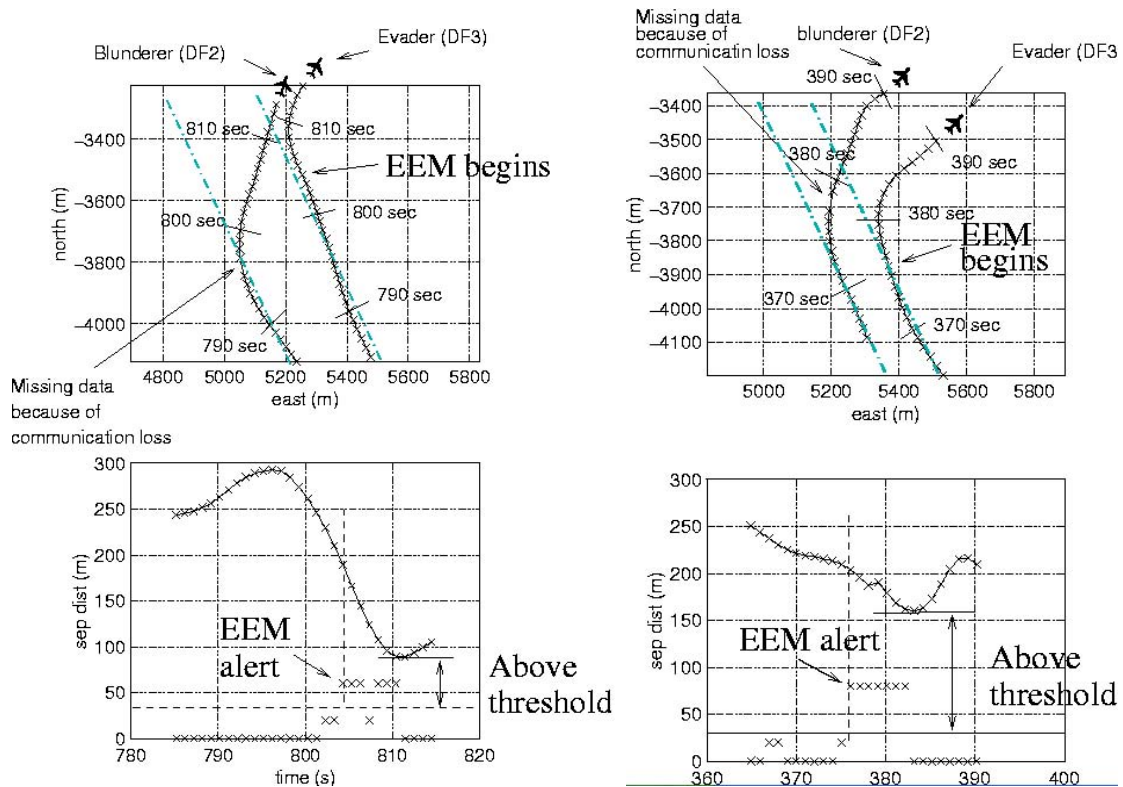 Blunderer (DF2)
Evader (DF3)
810 sec
810 sec
EEM begins
800 sec
800 sec
790 sec
790 sec
north (m)
–3400
–3600
–3800
–4000
4800 5000 5200 5400 5600 5800
east (m)
Missing data
because of
communication loss
Missing data
because of
communicatin loss
blunderer (DF2)
Evader (DF3
390 sec
390 sec
380 sec
380 sec
EEM
begins
370 sec
370 sec
north (m)
–3400
–3500
–3600
–3700
–3800
–3900
–4000
–4100
5000 5200 5400 5600 5800
east (m)
sep dist (m)
300
250
200
150
100
50
0
EEM
alert
Above
threshold
780 790 800 810 820
time (s)
sep dist (m)
300
250
200
150
100
50
0
EEM alert
Above
threshold
360 370 380 390 400